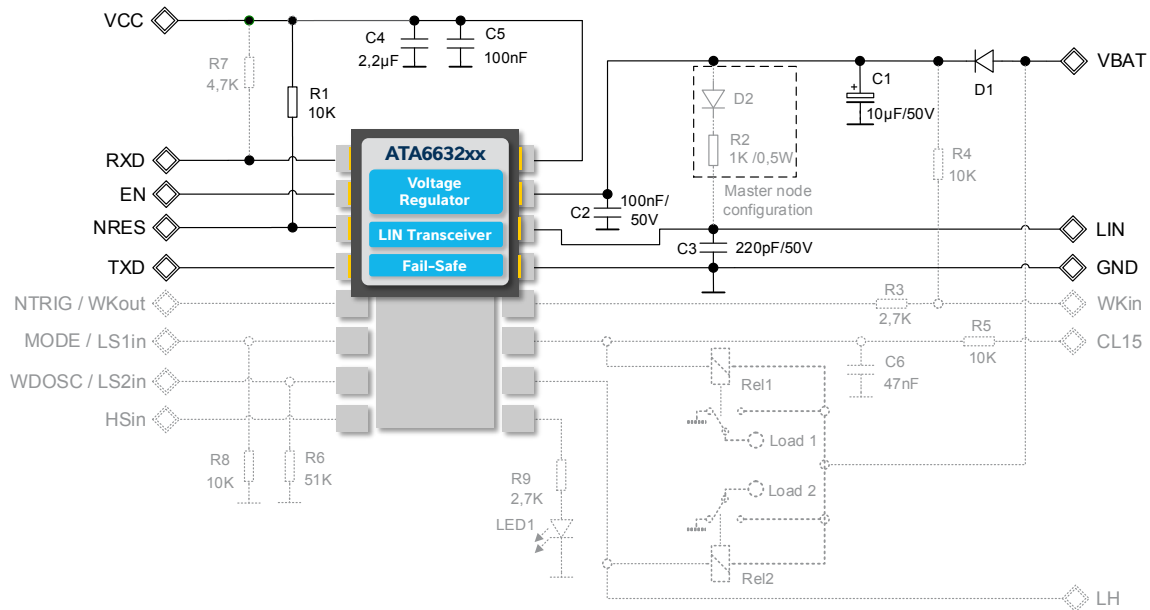 VCC
C4
2,2µF
C5
100nF
R7
4,7K
R1
10K
VBAT
D1
C1
+
10µF/50V
D2
R2
1K /0,5W
Master node
configuration
R4
10K
RXD
EN
NRES
TXD
ATA6632xx
Voltage
Regulator
LIN Transceiver
Fail-Safe
C2
100nF/
50V
LIN
C3
220pF/50V
GND
NTRIG / WKout
R3
2,7K
WKin
MODE / LS1in
R5
10K
CL15
WDOSC / LS2in
Rel1
C6
47nF
HSin
Load 1
R8
10K
R6
51K
R9
2,7K
Load 2
LED1
Rel2
LH